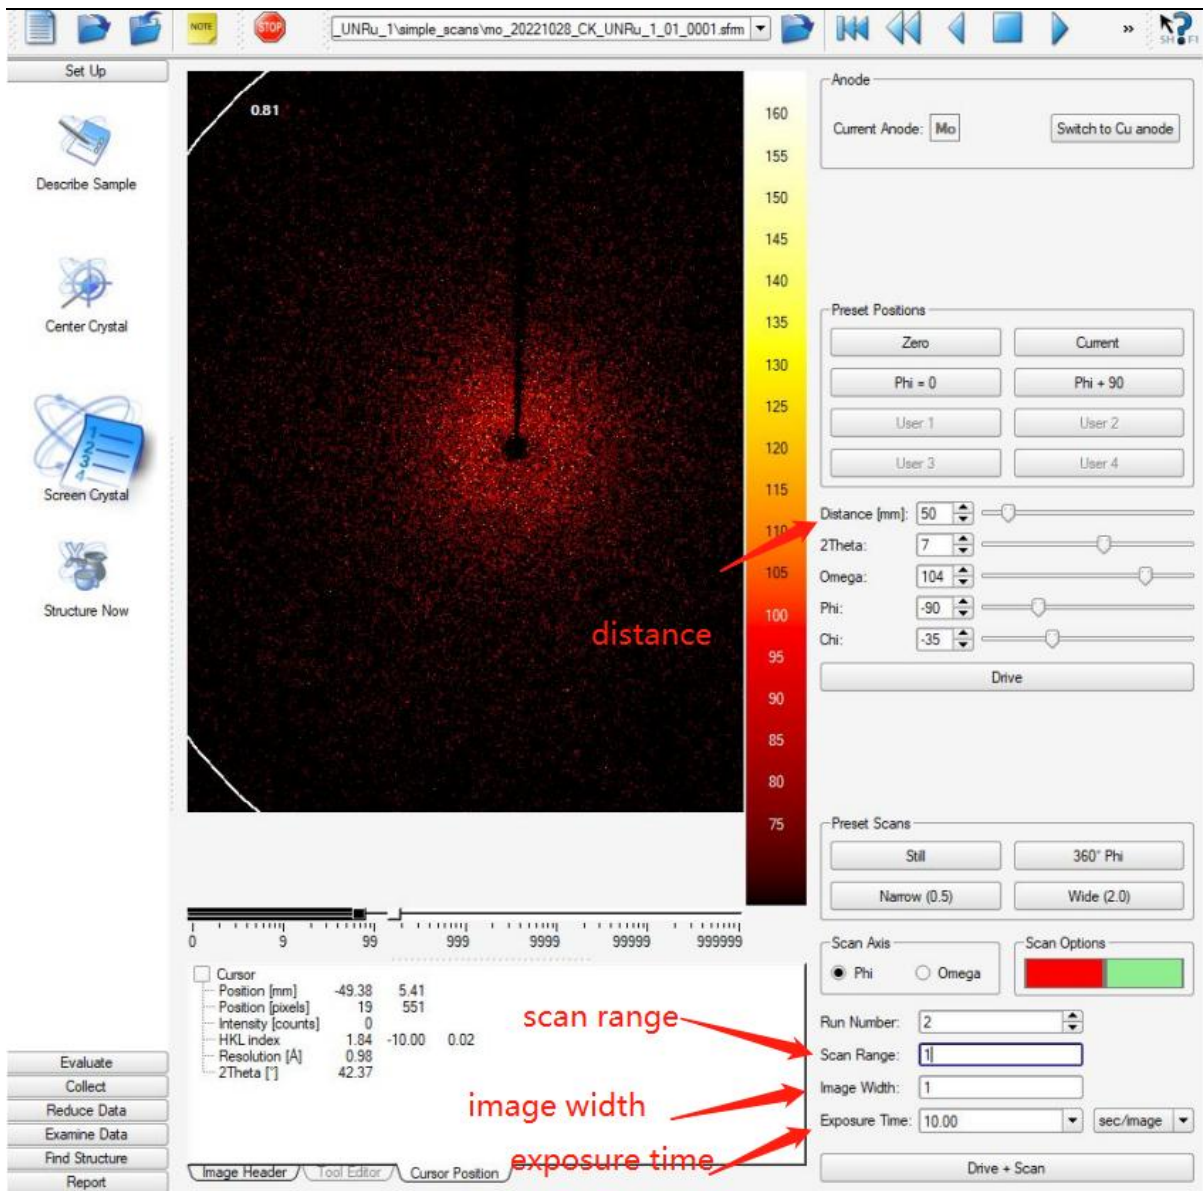 NOTE
STOP
_UNRu_1\simple_scans\mo_20221028_CK_UNRu_1_01_0001.sfrm
»
Set Up
Describe Sample
Center Crystal
1
2
3
4
Screen Crystal
Structure Now
Evaluate
Collect
Reduce Data
Examine Data
Find Structure
Report
0.81
160
155
150
145
140
135
130
125
120
115
110
105
100
95
90
85
80
75
distance
0 9 99 999 9999 99999 999999
Cursor
Position [mm] -49.38 5.41
Position [pixels] 19 551
Intensity [counts] 0
HKL index 1.84 -10.00 0.02
Resolution [Å] 0.98
2Theta [°] 42.37
scan range
image width
exposure time
Image Header Tool Editor Cursor Position
Anode
Current Anode: Mo Switch to Cu anode
Preset Positions
Zero Current
Phi = 0 Phi + 90
User 1 User 2
User 3 User 4
Distance [mm]: 50
2Theta: 7
Omega: 104
Phi: -90
Chi: -35
Drive
Preset Scans
Still 360° Phi
Narrow (0.5) Wide (2.0)
Scan Axis Scan Options
Phi Omega
Run Number: 2
Scan Range: 1
Image Width: 1
Exposure Time: 10.00 sec/image
Drive + Scan